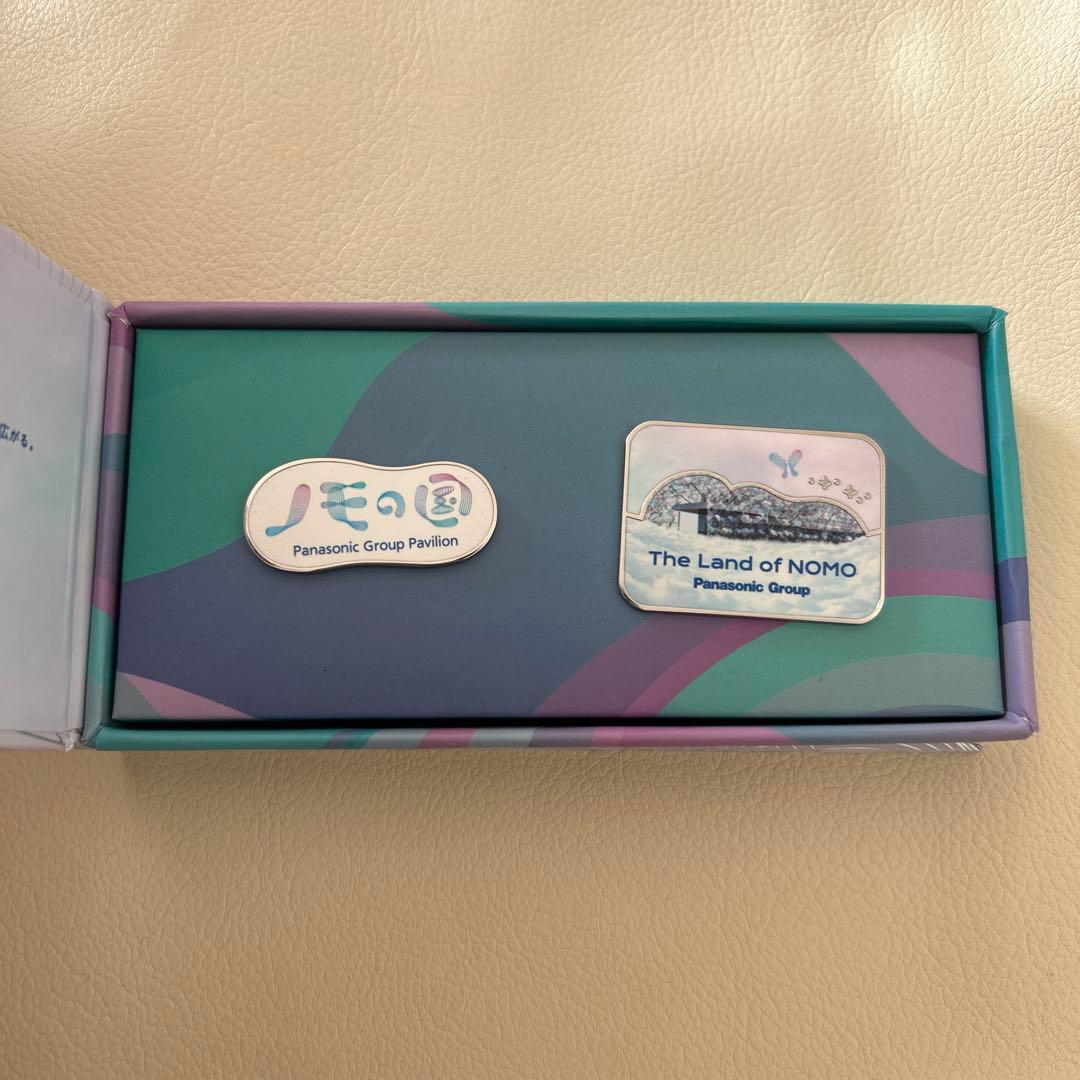 広がる。
ノモの国
Panasonic Group Pavilion
The Land of NOMO
Panasonic Group